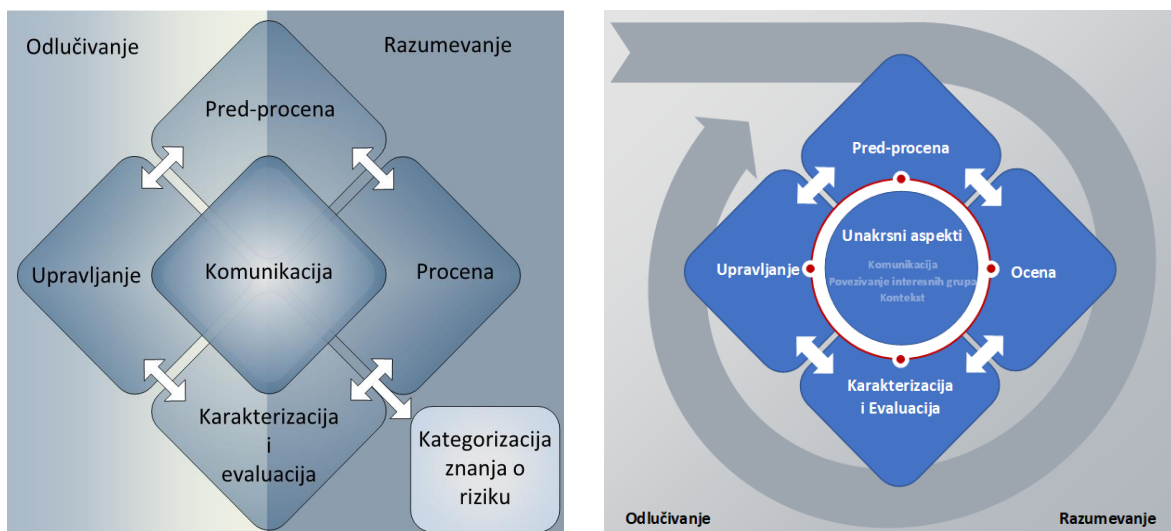 Odlučivanje
Razumevanje
Pred-procena
Upravljanje
Komunikacija
Procena
Karakterizacija
i
evaluacija
Kategorizacija
znanja o
riziku
Pred-procena
Unakrsni aspekti
Komunikacija
Povezivanje interesnih grupa
Kontekst
Upravljanje
Ocena
Karakterizacija
i Evaluacija
Odlučivanje
Razumevanje